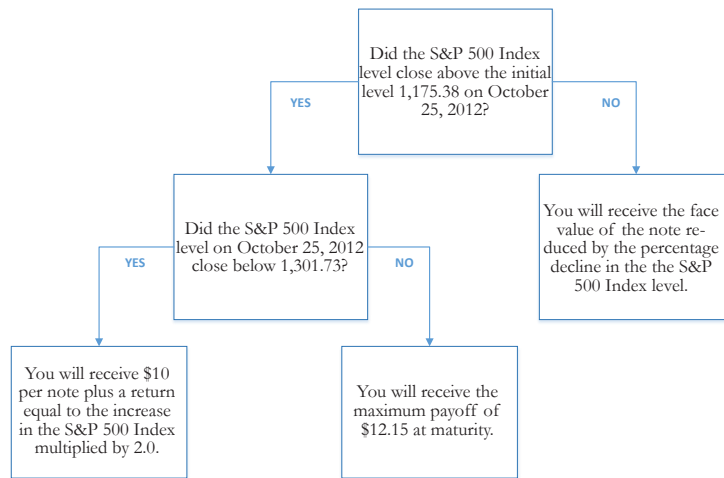 Did the S&P 500 Index
level close above the initial
level 1,175.38 on October
25, 2012?
YES
NO
Did the S&P 500 Index
level on October 25, 2012
close below 1,301.73?
You will receive the face
value of the note re-
duced by the percentage
decline in the the S&P
500 Index level.
YES
NO
You will receive $10
per note plus a return
equal to the increase
in the S&P 500 Index
multiplied by 2.0.
You will receive the
maximum payoff of
$12.15 at maturity.